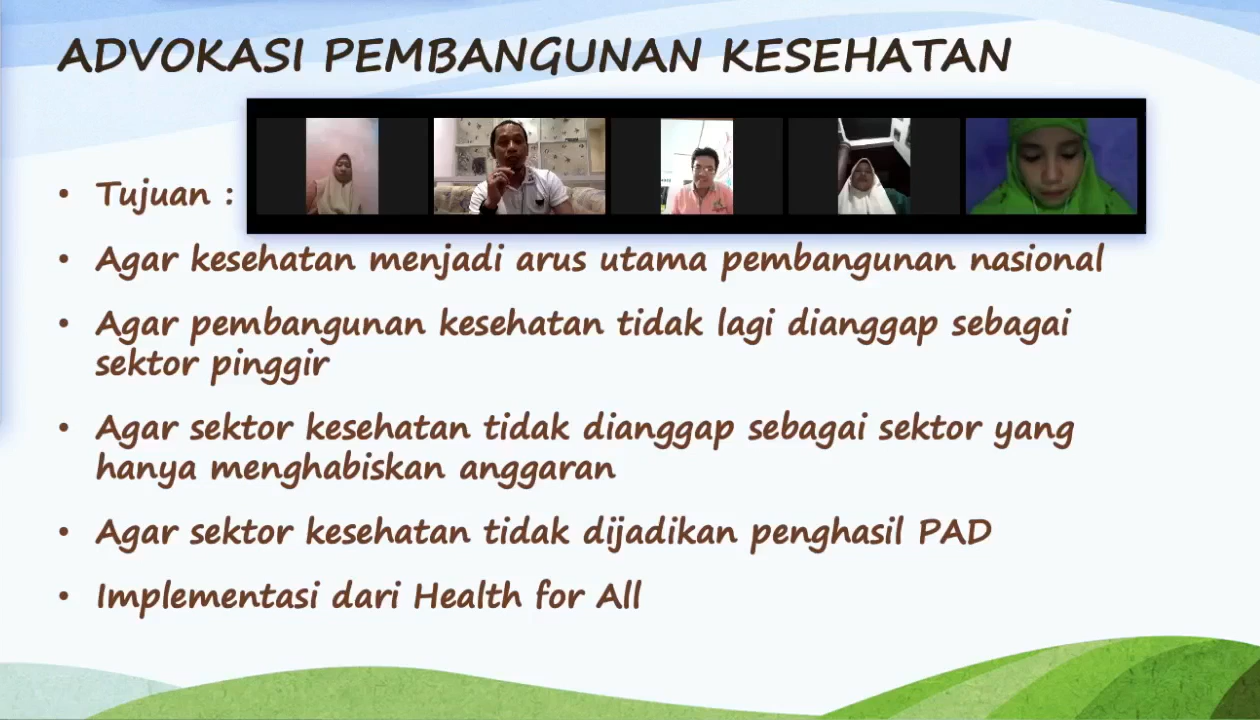 ADVOKASI PEMBANGUNAN KESEHATAN
• Tujuan :
• Agar kesehatan menjadi arus utama pembangunan nasional
• Agar pembangunan kesehatan tidak lagi dianggap sebagai
sektor pinggir
• Agar sektor kesehatan tidak dianggap sebagai sektor yang
hanya menghabiskan anggaran
• Agar sektor kesehatan tidak dijadikan penghasil PAD
• Implementasi dari Health for All